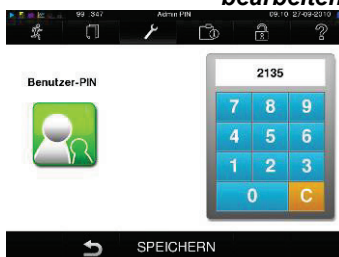 bearbeiten
99 .347 Admin PIN 09:10 27-09-2010
Benutzer-PIN
2135
7 8 9
4 5 6
1 2 3
0 C
SPEICHERN